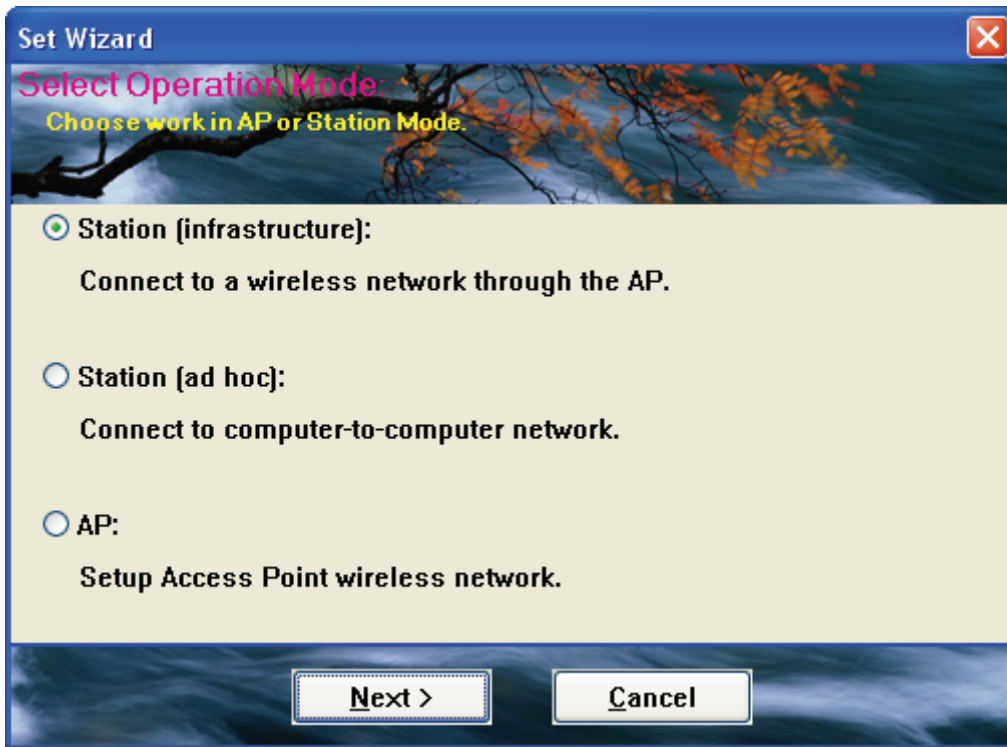 Set Wizard
Select Operation Mode:
Choose work in AP or Station Mode.
Station (infrastructure):
Connect to a wireless network through the AP.
Station (ad hoc):
Connect to computer-to-computer network.
AP:
Setup Access Point wireless network.
Next >
Cancel